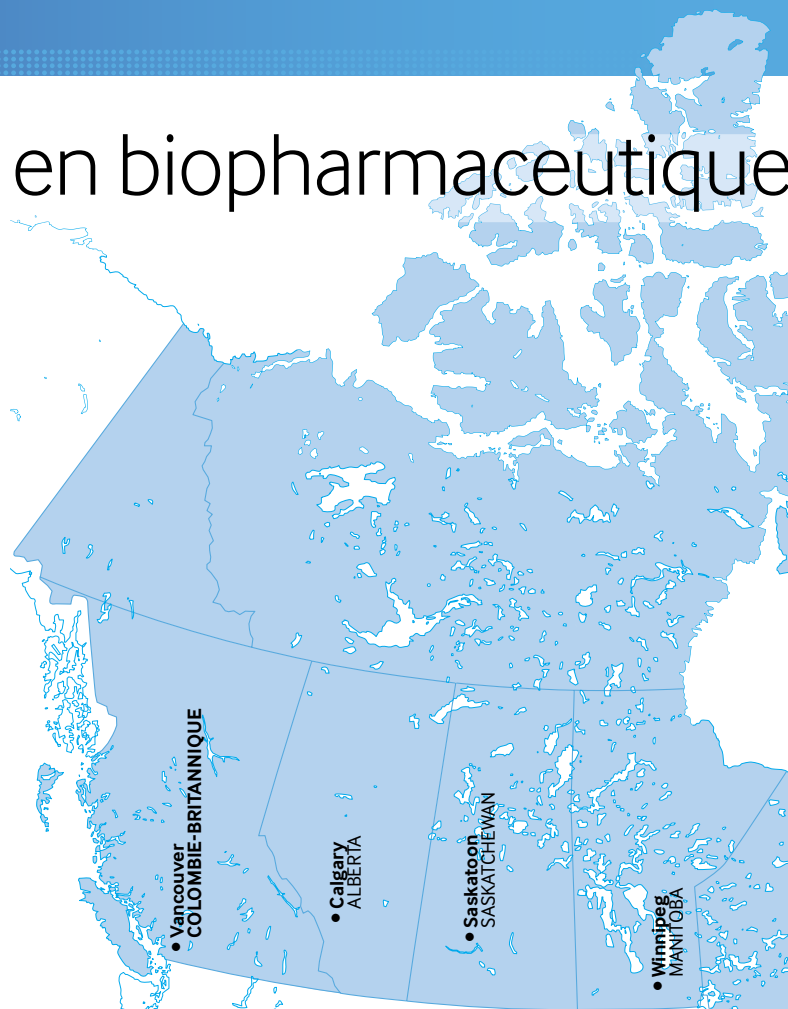 en biopharmaceutique
Vancouver
COLOMBIE-BRITANNIQUE
Calgary
ALBERTA
Saskatoon
SASKATCHEWAN
Winnipeg
MANITOBA